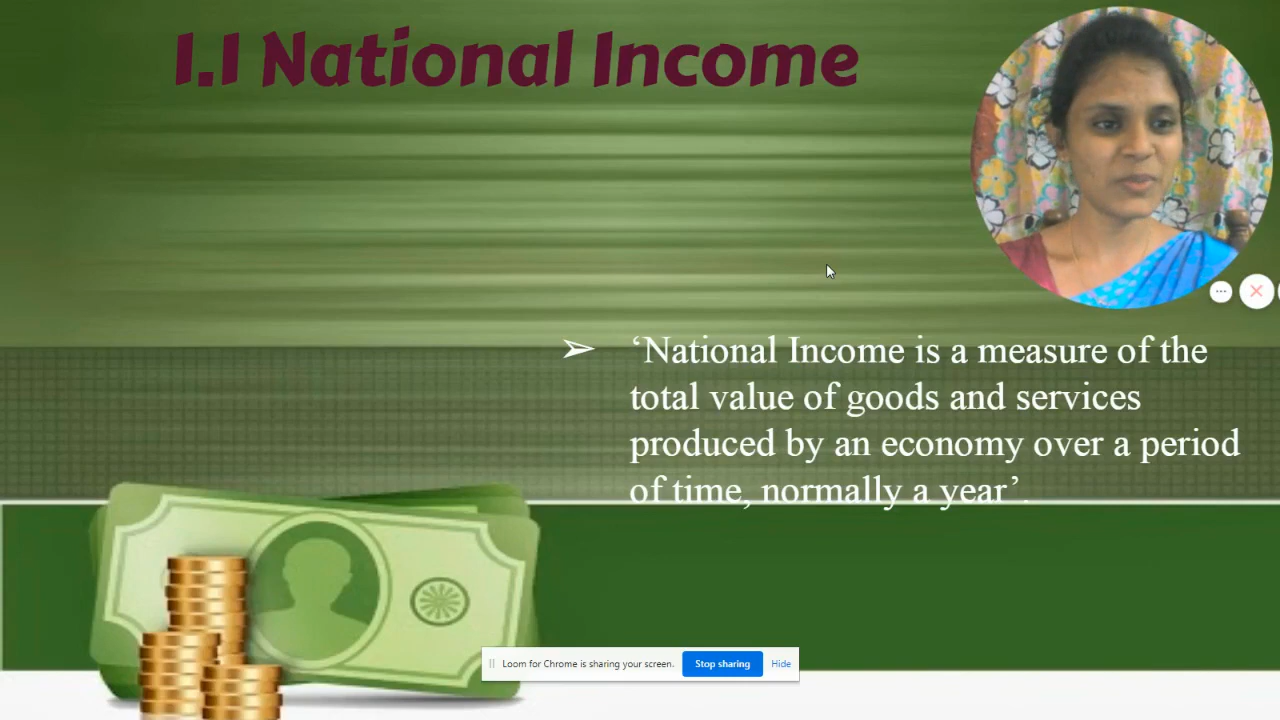 1.1 National Income
➢ ‘National Income is a measure of the
total value of goods and services
produced by an economy over a period
of time, normally a year’.
Loom for Chrome is sharing your screen. Stop sharing Hide